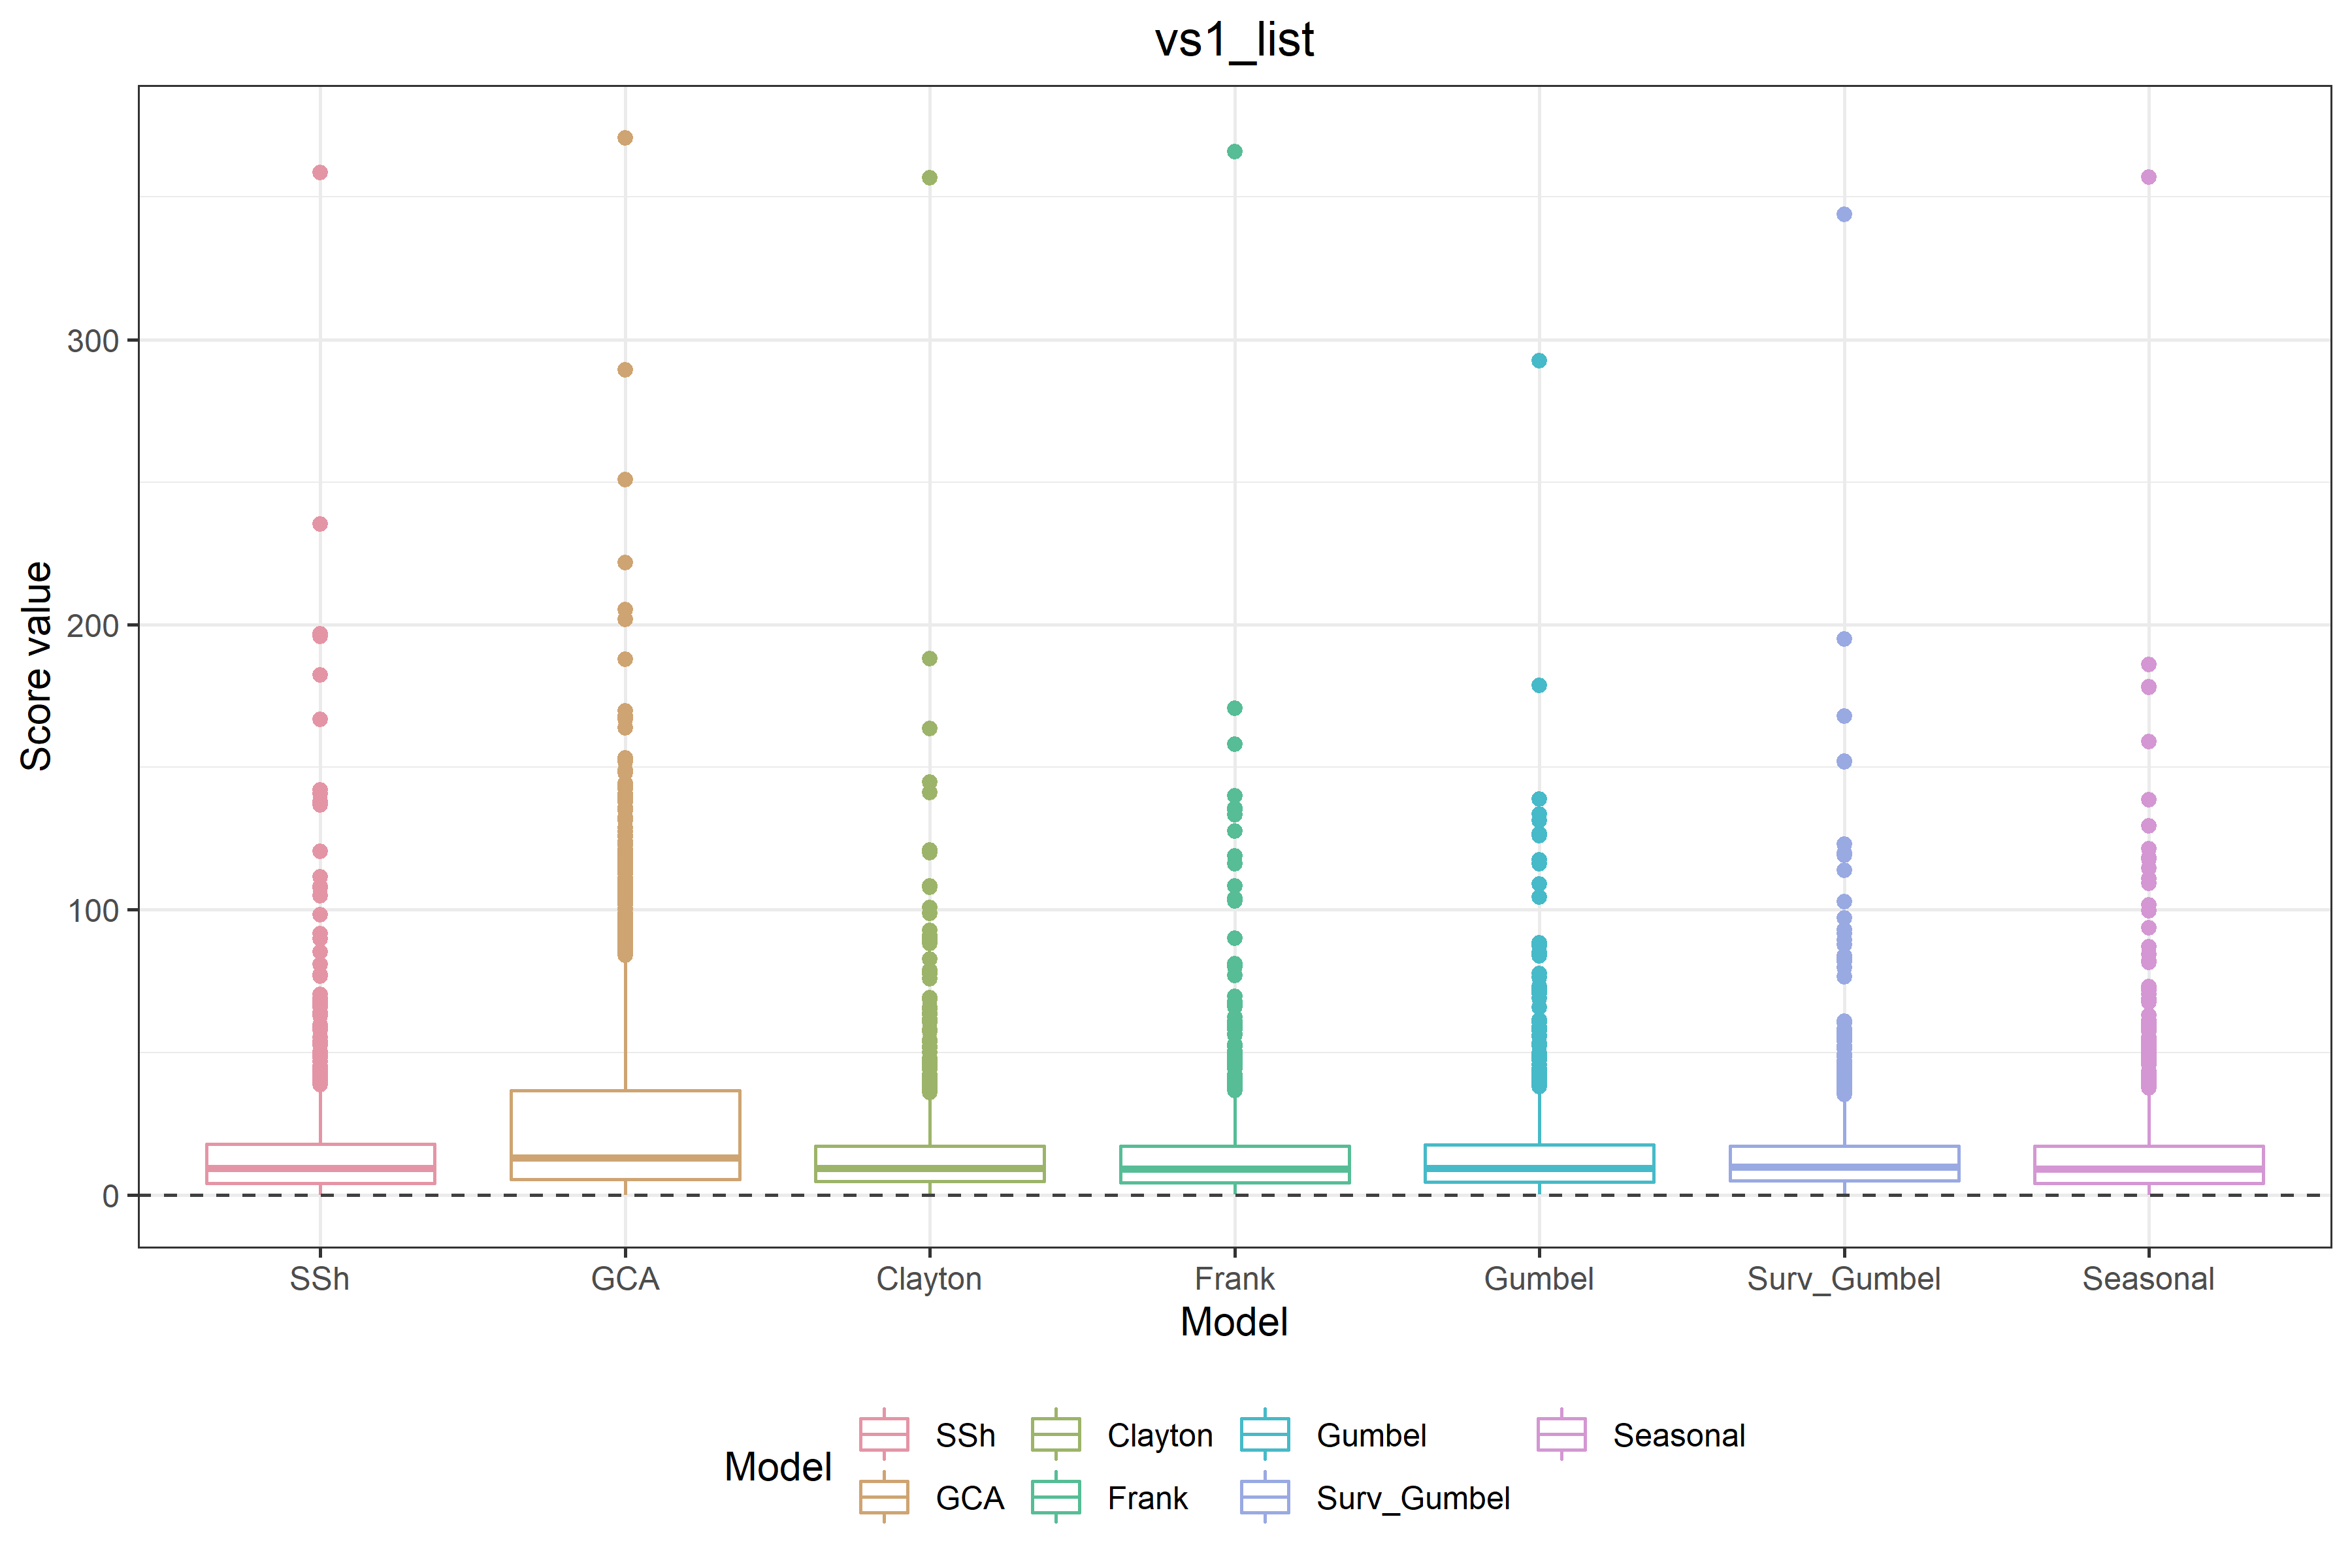 vs1_list
Score value
300
200
100
0
SSh GCA Clayton Frank Gumbel Surv_Gumbel Seasonal
Model
Model
SSh Clayton Gumbel Seasonal
GCA Frank Surv_Gumbel